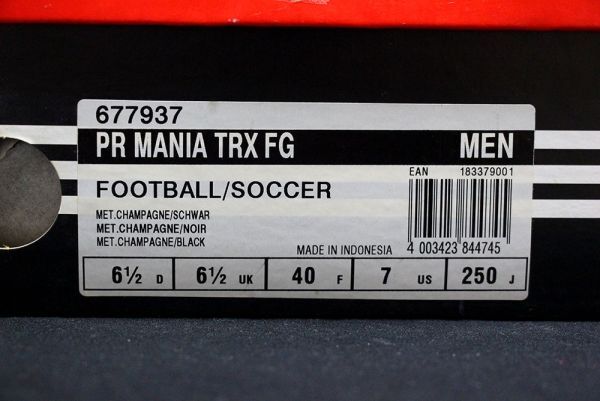 677937
PR MANIA TRX FG MEN
EAN 183379001
FOOTBALL/SOCCER
MET.CHAMPAGNE/SCHWAR
MET.CHAMPAGNE/NOIR
MET.CHAMPAGNE/BLACK
MADE IN INDONESIA 4 003423 844745
6½ D 6½ UK 40 F 7 US 250 J